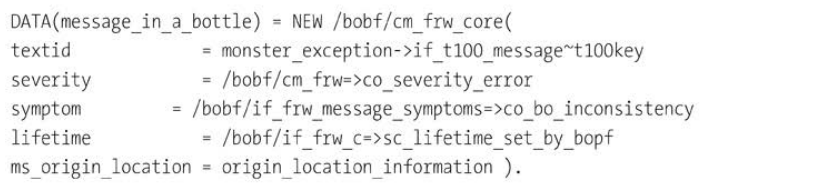 DATA(message_in_a_bottle) = NEW /bobf/cm_frw_core(
textid = monster_exception->if_t100_message~t100key
severity = /bobf/cm_frw=>co_severity_error
symptom = /bobf/if_frw_message_symptoms=>co_bo_inconsistency
lifetime = /bobf/if_frw_c=>sc_lifetime_set_by_bopf
ms_origin_location = origin_location_information ).